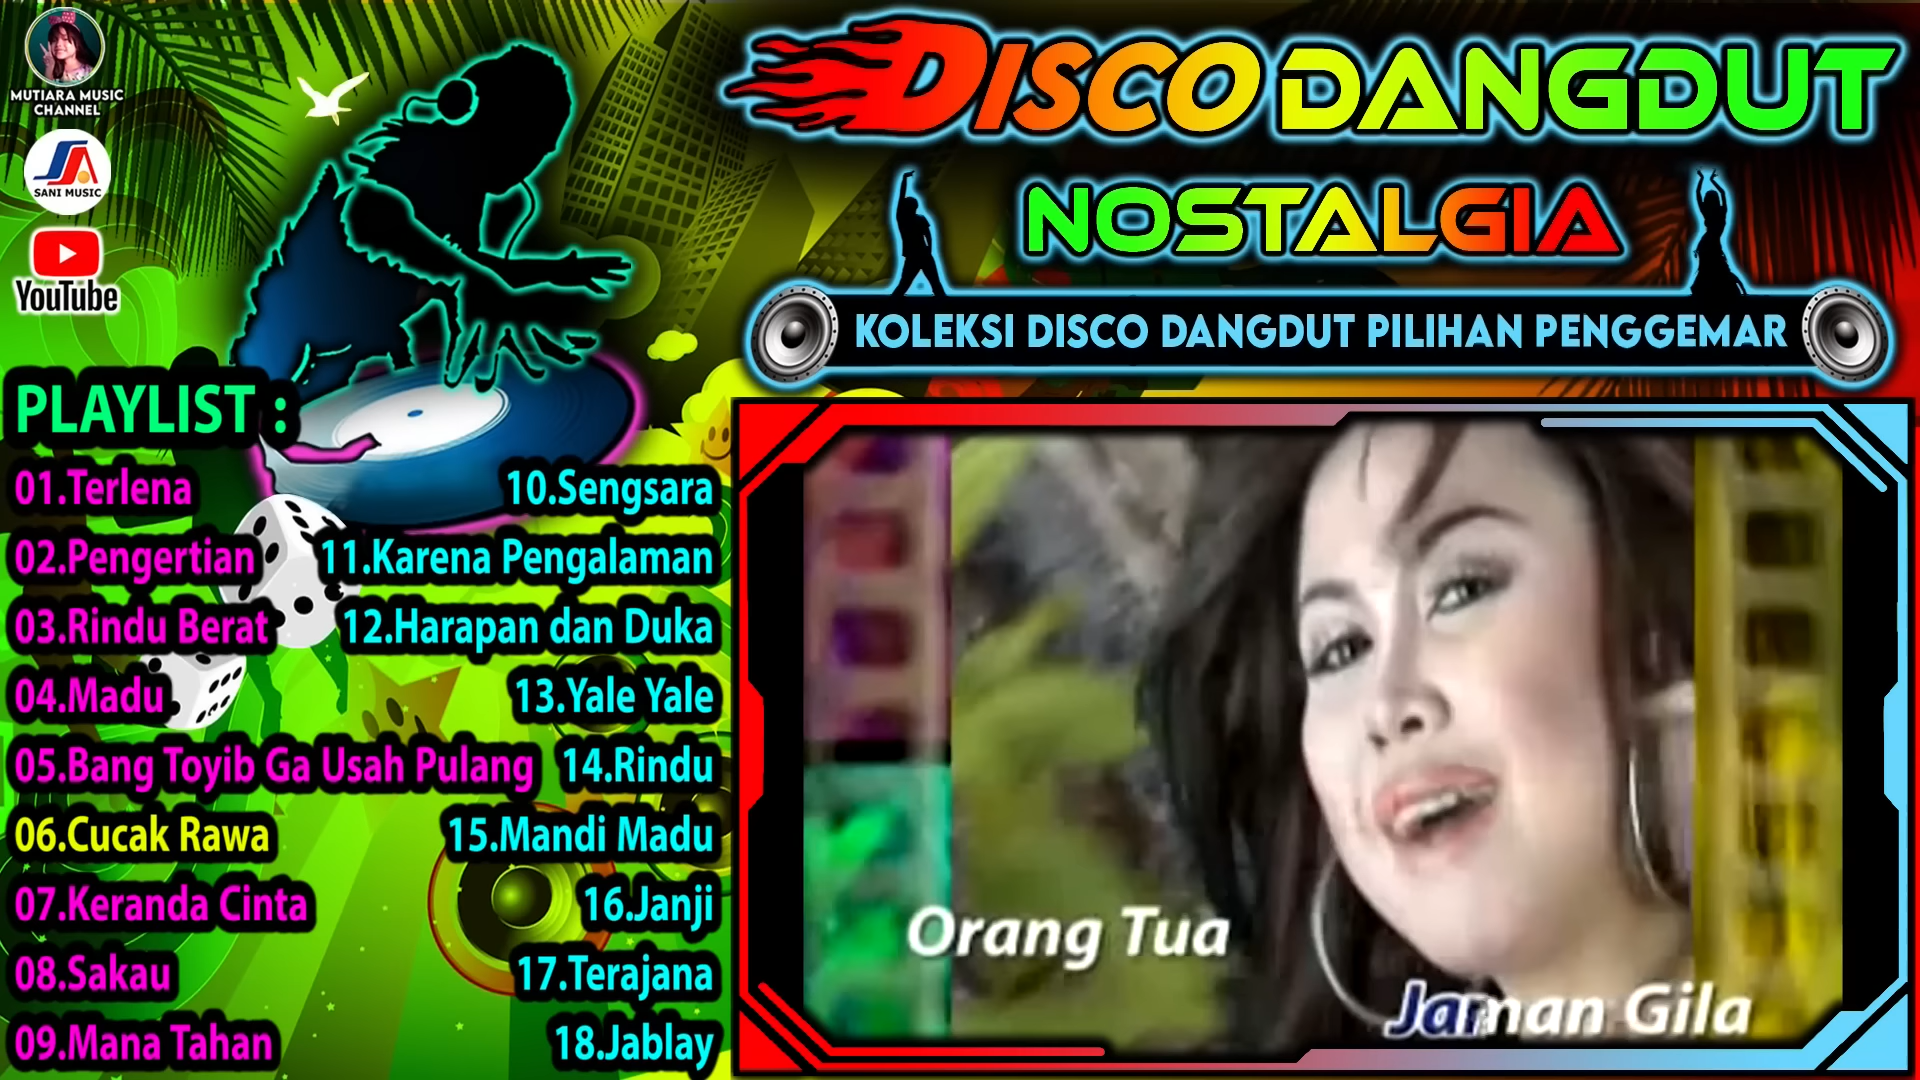 MUTIARA MUSIC
CHANNEL
SANI MUSIC
YouTube
DISCO DANGDUT
NOSTALGIA
KOLEKSI DISCO DANGDUT PILIHAN PENGGEMAR
PLAYLIST :
01.Terlena
02.Pengertian
03.Rindu Berat
04.Madu
05.Bang Toyib Ga Usah Pulang
06.Cucak Rawa
07.Keranda Cinta
08.Sakau
09.Mana Tahan
10.Sengsara
11.Karena Pengalaman
12.Harapan dan Duka
13.Yale Yale
14.Rindu
15.Mandi Madu
16.Janji
17.Terajana
18.Jablay
Orang Tua
Jaman Gila